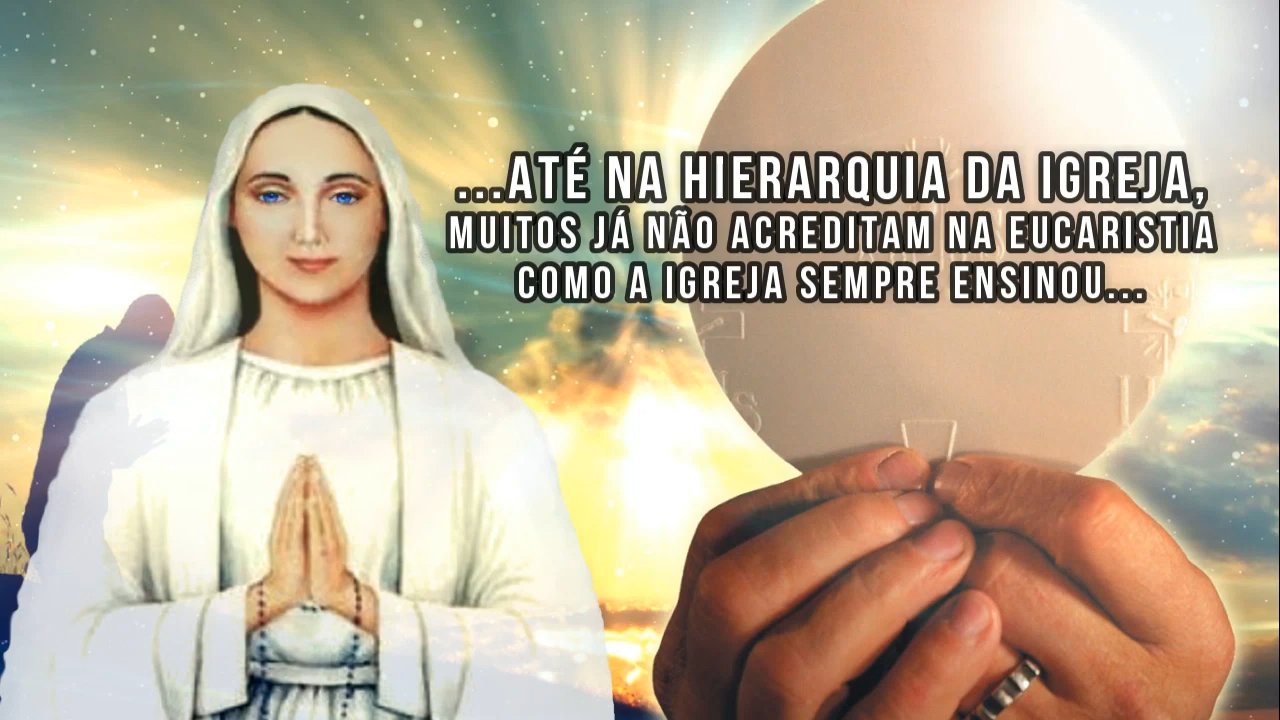 ...ATÉ NA HIERARQUIA DA IGREJA,
MUITOS JÁ NÃO ACREDITAM NA EUCARISTIA
COMO A IGREJA SEMPRE ENSINOU...